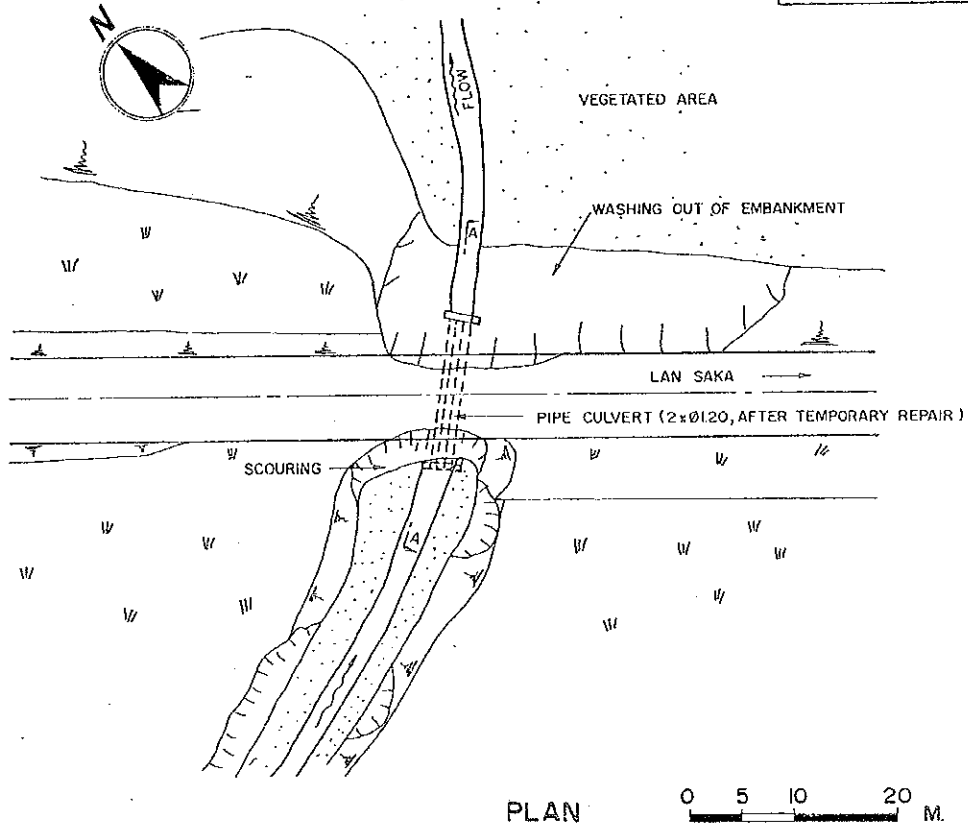 N
FLOW
VEGETATED AREA
WASHING OUT OF EMBANKMENT
A
LAN SAKA
PIPE CULVERT (2xØ1.20, AFTER TEMPORARY REPAIR)
SCOURING
A
PLAN
0 5 10 20 M.